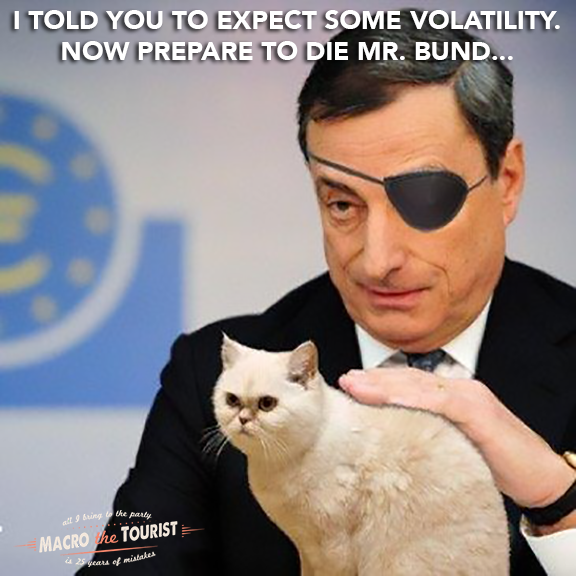 I TOLD YOU TO EXPECT SOME VOLATILITY.
NOW PREPARE TO DIE MR. BUND...
all I bring to the party
MACRO the TOURIST
is 25 years of mistakes